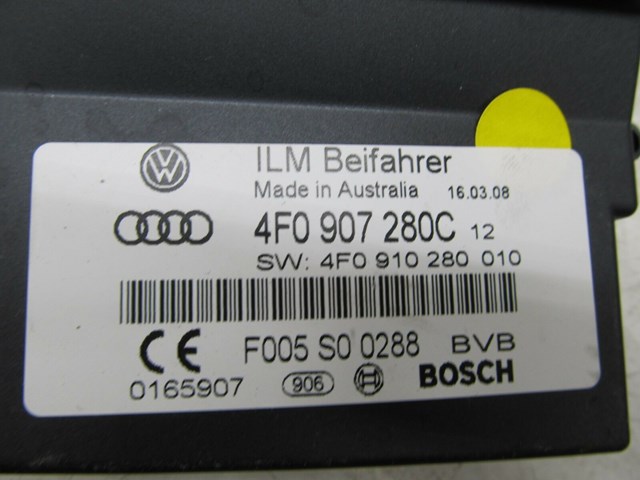 ILM Beifahrer
Made in Australia 16.03.08
4F0 907 280C 12
SW: 4F0 910 280 010
CE F005 S0 0288 BVB
0165907 906 BOSCH